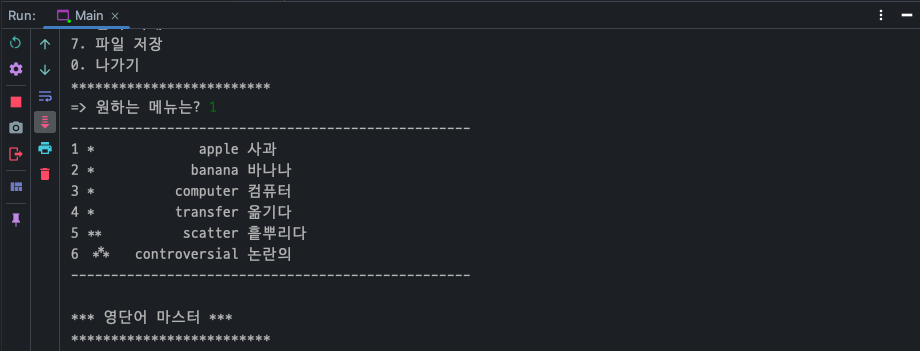 Run: Main ×
7. 파일 저장
0. 나가기
*************************
=> 원하는 메뉴는? 1
--------------------------------------------------
1 * apple 사과
2 * banana 바나나
3 * computer 컴퓨터
4 * transfer 옮기다
5 ** scatter 흩뿌리다
6 *** controversial 논란의
--------------------------------------------------
*** 영단어 마스터 ***
*************************